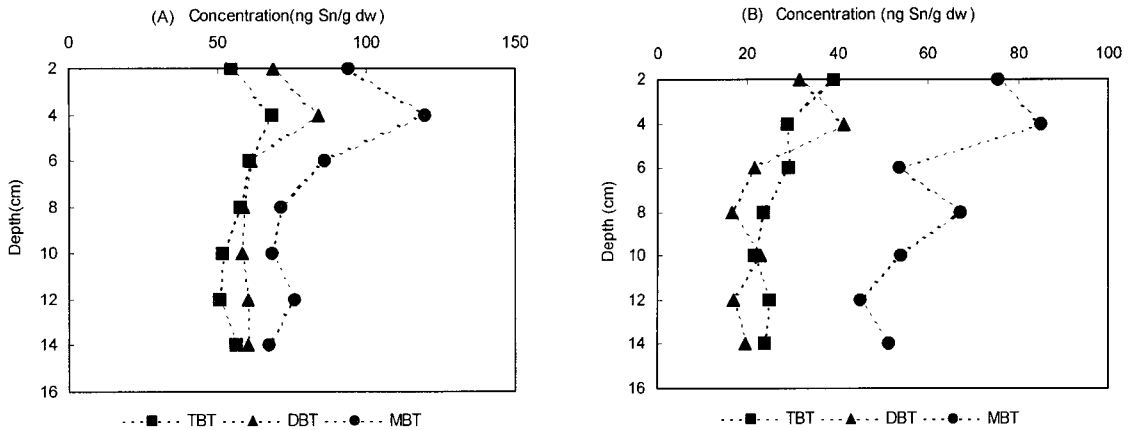 (A) Concentration(ng Sn/g dw)
0 50 100 150
2
4
6
8
10
12
14
16
Depth(cm)
TBT DBT MBT
(B) Concentration (ng Sn/g dw)
0 20 40 60 80 100
2
4
6
8
10
12
14
16
Depth (cm)
TBT DBT MBT